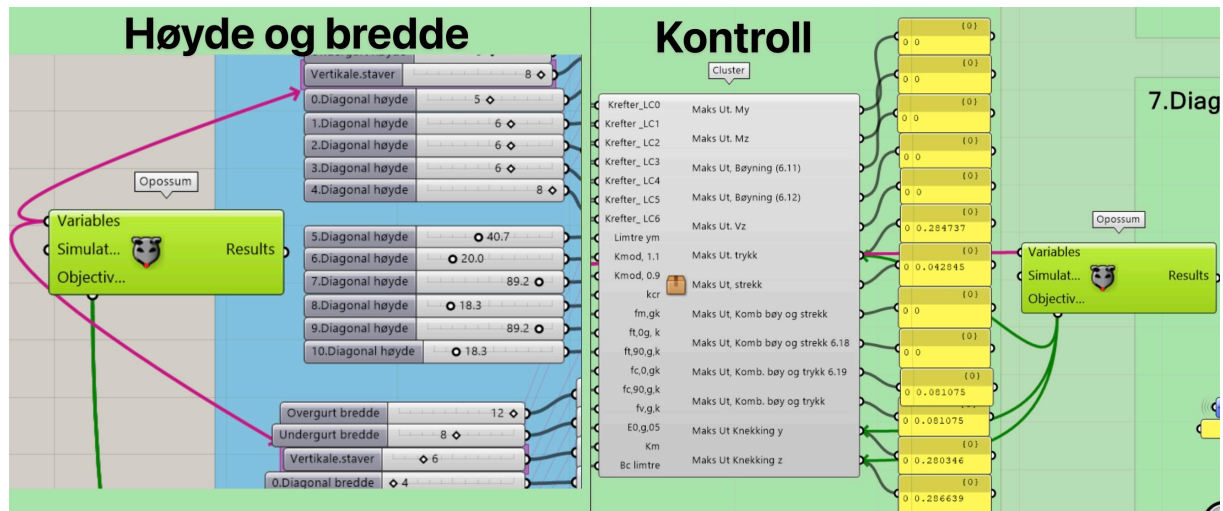 Høyde og bredde
Vertikale.staver 8
0.Diagonal høyde 5
1.Diagonal høyde 6
2.Diagonal høyde 6
3.Diagonal høyde 6
4.Diagonal høyde 8
Opossum
Variables
Simulat...
Objectiv...
Results
5.Diagonal høyde 40.7
6.Diagonal høyde 20.0
7.Diagonal høyde 89.2
8.Diagonal høyde 18.3
9.Diagonal høyde 89.2
10.Diagonal høyde 18.3
Overgurt bredde 12
Undergurt bredde 8
Vertikale.staver 6
0.Diagonal bredde 4
Kontroll
Cluster
Krefter_LC0
Krefter _LC1
Krefter_ LC2
Krefter_ LC3
Krefter_ LC4
Krefter_ LC5
Krefter_ LC6
Limtre ym
Kmod, 1.1
Kmod, 0.9
kcr
fm,gk
ft,0g, k
ft,90,g,k
fc,0,gk
fc,90,g,k
fv,g,k
E0,g,05
Km
Bc limtre
Maks Ut. My
Maks Ut. Mz
Maks Ut, Bøyning (6.11)
Maks Ut, Bøyning (6.12)
Maks Ut. Vz
Maks Ut. trykk
Maks Ut, strekk
Maks Ut, Komb bøy og strekk
Maks Ut, Komb bøy og strekk 6.18
Maks Ut, Komb. bøy og trykk 6.19
Maks Ut, Komb. bøy og trykk
Maks Ut Knekking y
Maks Ut Knekking z
{0}
0 0
{0}
0 0
{0}
0 0
{0}
0 0
{0}
0 0.284737
{0}
0 0.042845
{0}
0 0
{0}
0 0
{0}
0 0.081075
{0}
0 0.081075
{0}
0 0.280346
{0}
0 0.286639
Opossum
Variables
Simulat...
Objectiv...
Results
7.Diag